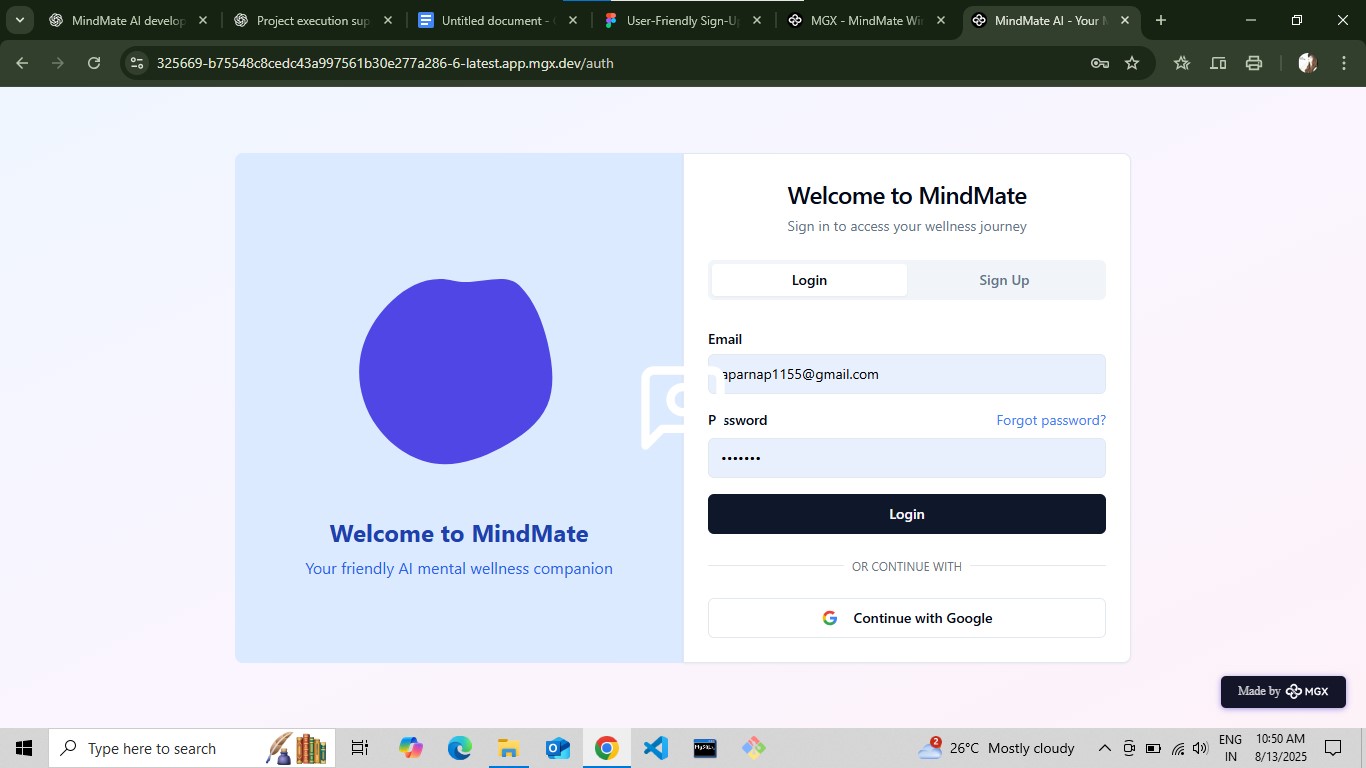 MindMate AI develop
Project execution sup
Untitled document -
User-Friendly Sign-U
MGX - MindMate Wi
MindMate AI - Your M
325669-b75548c8cedc43a997561b30e277a286-6-latest.app.mgx.dev/auth
Welcome to MindMate
Sign in to access your wellness journey
Login
Sign Up
Email
aparnap1155@gmail.com
P ssword
Forgot password?
•••••••
Login
OR CONTINUE WITH
Continue with Google
Welcome to MindMate
Your friendly AI mental wellness companion
Made by MGX
Type here to search
2
26°C Mostly cloudy
ENG
IN
10:50 AM
8/13/2025